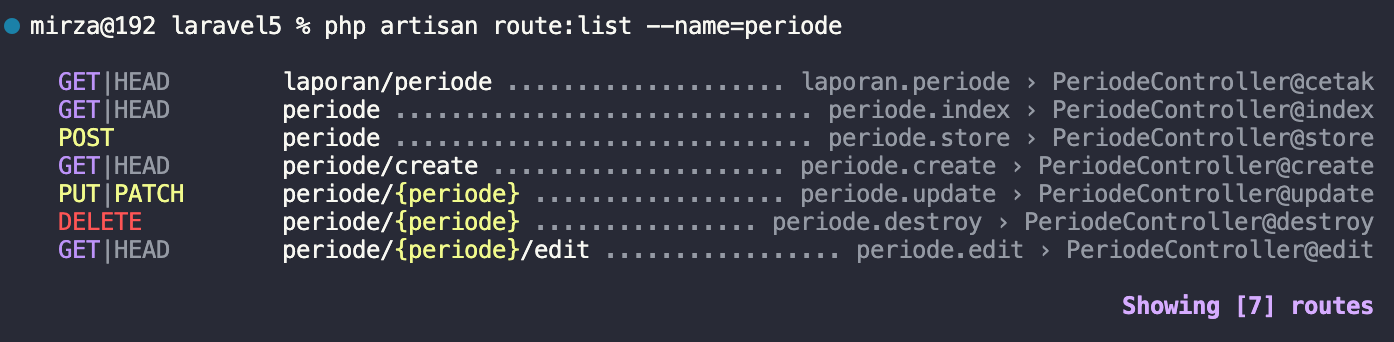 mirza@192 laravel5 % php artisan route:list --name=periode
GET|HEAD laporan/periode .................... laporan.periode › PeriodeController@cetak
GET|HEAD periode .............................. periode.index › PeriodeController@index
POST periode .............................. periode.store › PeriodeController@store
GET|HEAD periode/create ....................... periode.create › PeriodeController@create
PUT|PATCH periode/{periode} .................... periode.update › PeriodeController@update
DELETE periode/{periode} ................ periode.destroy › PeriodeController@destroy
GET|HEAD periode/{periode}/edit ................. periode.edit › PeriodeController@edit
Showing [7] routes